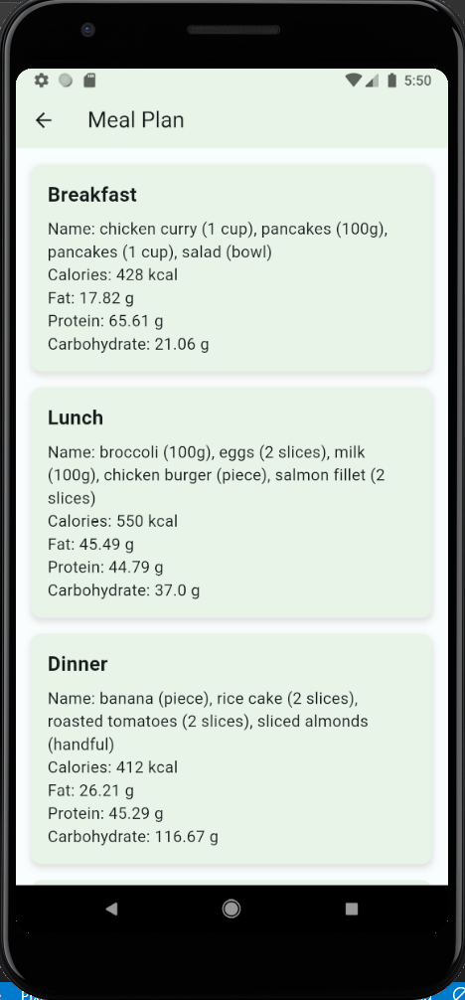 5:50
Meal Plan
Breakfast
Name: chicken curry (1 cup), pancakes (100g),
pancakes (1 cup), salad (bowl)
Calories: 428 kcal
Fat: 17.82 g
Protein: 65.61 g
Carbohydrate: 21.06 g
Lunch
Name: broccoli (100g), eggs (2 slices), milk
(100g), chicken burger (piece), salmon fillet (2
slices)
Calories: 550 kcal
Fat: 45.49 g
Protein: 44.79 g
Carbohydrate: 37.0 g
Dinner
Name: banana (piece), rice cake (2 slices),
roasted tomatoes (2 slices), sliced almonds
(handful)
Calories: 412 kcal
Fat: 26.21 g
Protein: 45.29 g
Carbohydrate: 116.67 g